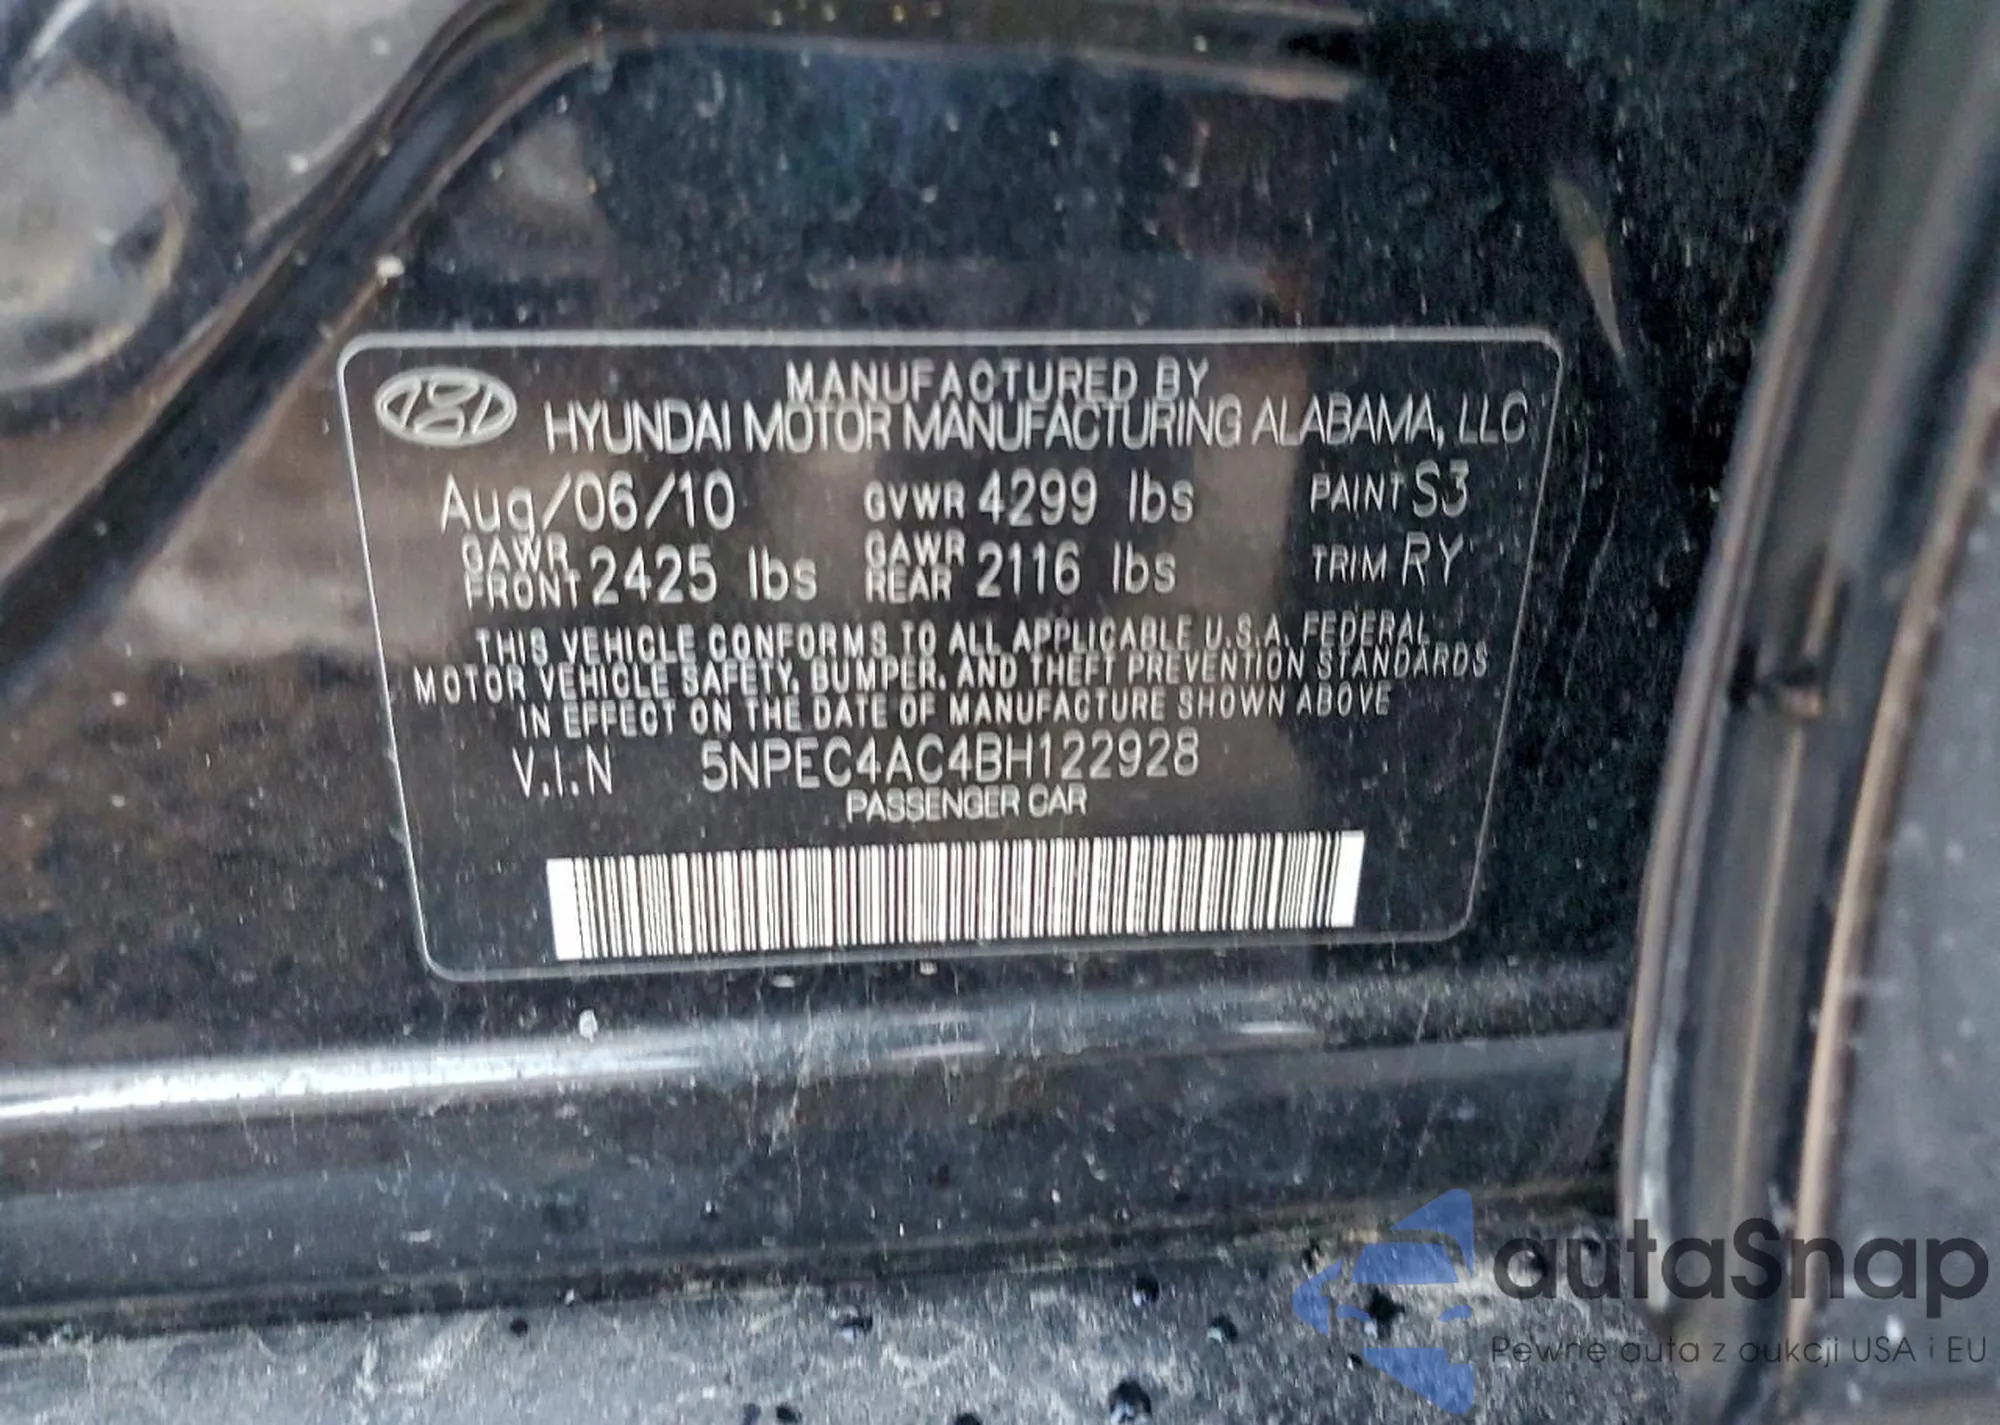 MANUFACTURED BY
HYUNDAI MOTOR MANUFACTURING ALABAMA, LLC
Aug/06/10 GVWR 4299 lbs PAINT S3
GAWR FRONT 2425 lbs GAWR REAR 2116 lbs TRIM RY
THIS VEHICLE CONFORMS TO ALL APPLICABLE U.S.A. FEDERAL
MOTOR VEHICLE SAFETY, BUMPER, AND THEFT PREVENTION STANDARDS
IN EFFECT ON THE DATE OF MANUFACTURE SHOWN ABOVE
V.I.N 5NPEC4AC4BH122928
PASSENGER CAR
autaSnap
Pewne auta z aukcji USA i EU